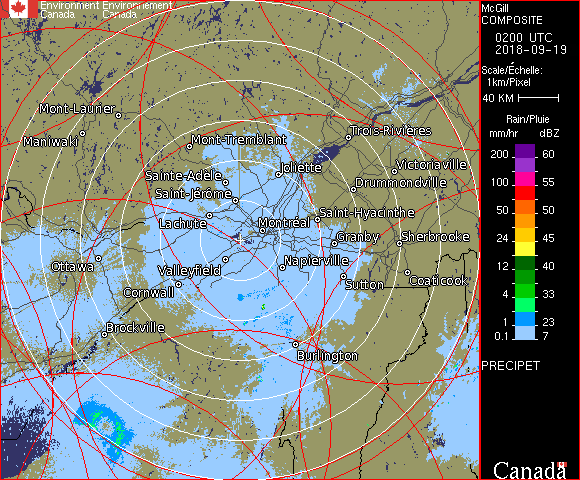 Environment Environnement
Canada Canada
McGill
COMPOSITE
0200 UTC
2018-09-19
Scale/Échelle:
1km/Pixel
40 KM
Rain/Pluie
mm/hr dBZ
200 60
100 55
50 50
24 45
12 40
8 33
4 31
2 23
0.1 7
PRECIPET
Canada
Mont-Laurier
Maniwaki
Mont-Tremblant
Trois-Rivières
Joliette
Victoriaville
Sainte-Adèle
Drummondville
Saint-Jérôme
Saint-Hyacinthe
Lachute
Montréal
Granby
Sherbrooke
Ottawa
Valleyfield
Napierville
Sutton
Coaticook
Cornwall
Brockville
Burlington